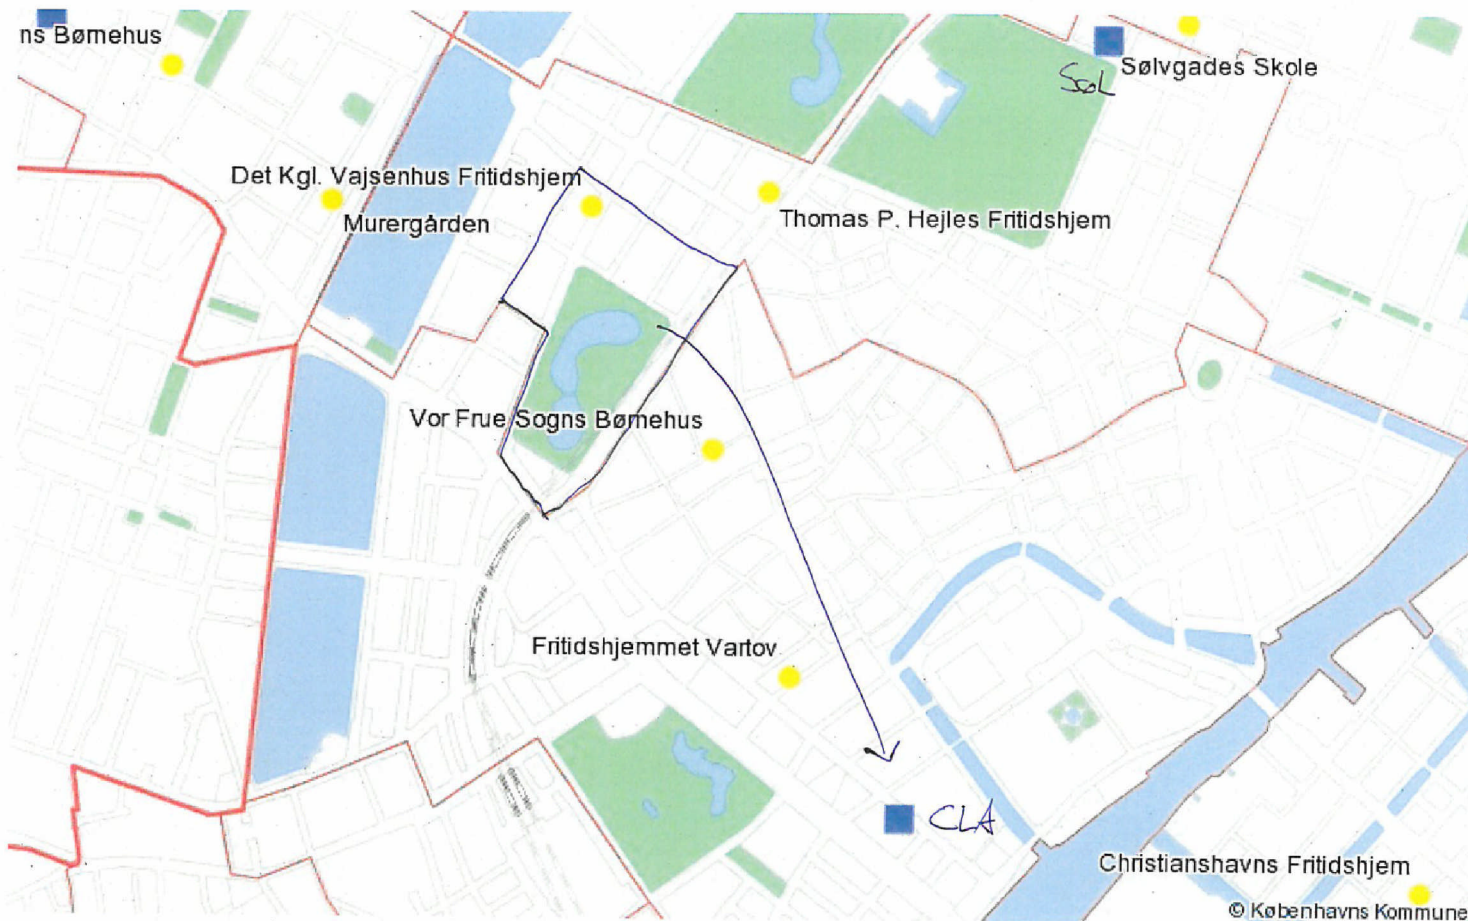 ns Børnehus
Sølvgades Skole
SØL
Det Kgl. Vajsenhus Fritidshjem
Murergården
Thomas P. Hejles Fritidshjem
Vor Frue Sogns Børnehus
Fritidshjemmet Vartov
CLA
Christianshavns Fritidshjem
© Københavns Kommune